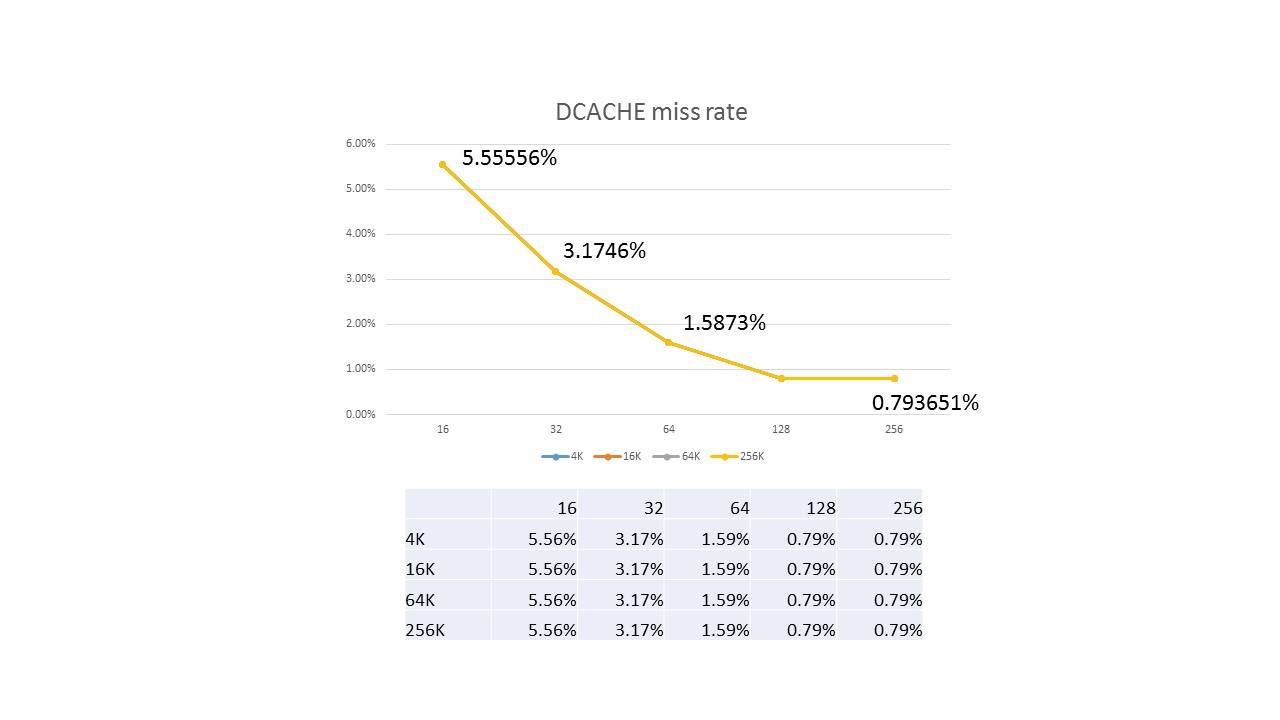 DCACHE miss rate
6.00%
5.55556%
5.00%
4.00%
3.1746%
3.00%
2.00%
1.5873%
1.00%
0.793651%
0.00%
16 32 64 128 256
4K 16K 64K 256K
16 32 64 128 256
4K 5.56% 3.17% 1.59% 0.79% 0.79%
16K 5.56% 3.17% 1.59% 0.79% 0.79%
64K 5.56% 3.17% 1.59% 0.79% 0.79%
256K 5.56% 3.17% 1.59% 0.79% 0.79%